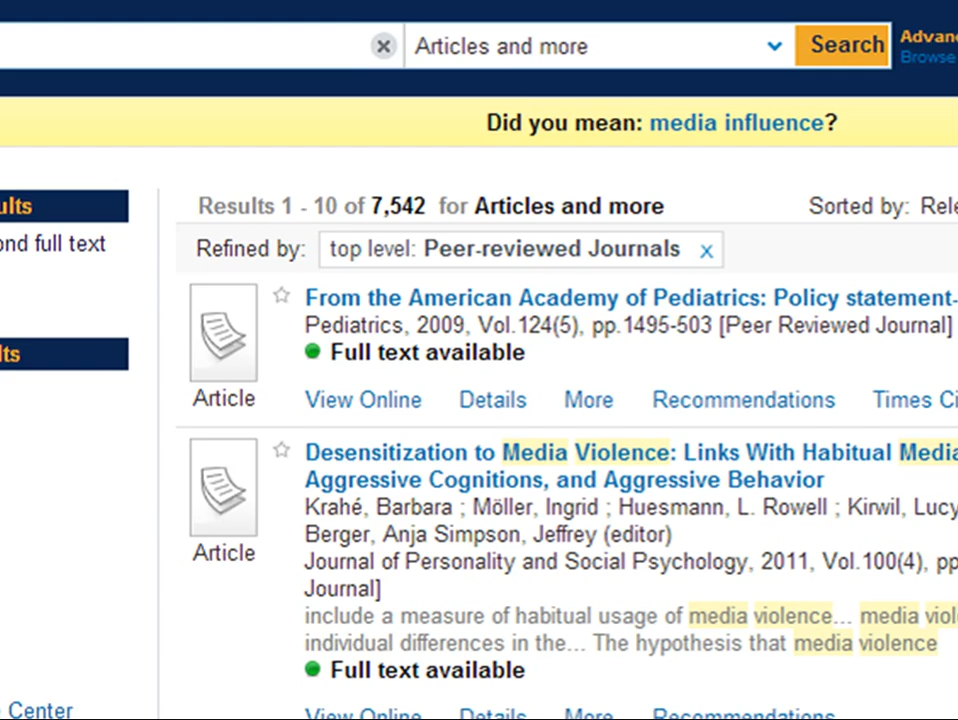 Articles and more
Search
Advan
Browse
Did you mean: media influence?
ults
ond full text
lts
Center
Results 1 - 10 of 7,542 for Articles and more
Sorted by: Rele
Refined by: top level: Peer-reviewed Journals x
From the American Academy of Pediatrics: Policy statement-
Pediatrics, 2009, Vol.124(5), pp.1495-503 [Peer Reviewed Journal]
Full text available
Article
View Online Details More Recommendations Times Ci
Desensitization to Media Violence: Links With Habitual Media
Aggressive Cognitions, and Aggressive Behavior
Krahé, Barbara ; Möller, Ingrid ; Huesmann, L. Rowell ; Kirwil, Lucy
Berger, Anja Simpson, Jeffrey (editor)
Article
Journal of Personality and Social Psychology, 2011, Vol.100(4), pp
Journal]
include a measure of habitual usage of media violence... media viol
individual differences in the... The hypothesis that media violence
Full text available
View Online Details More Recommendations